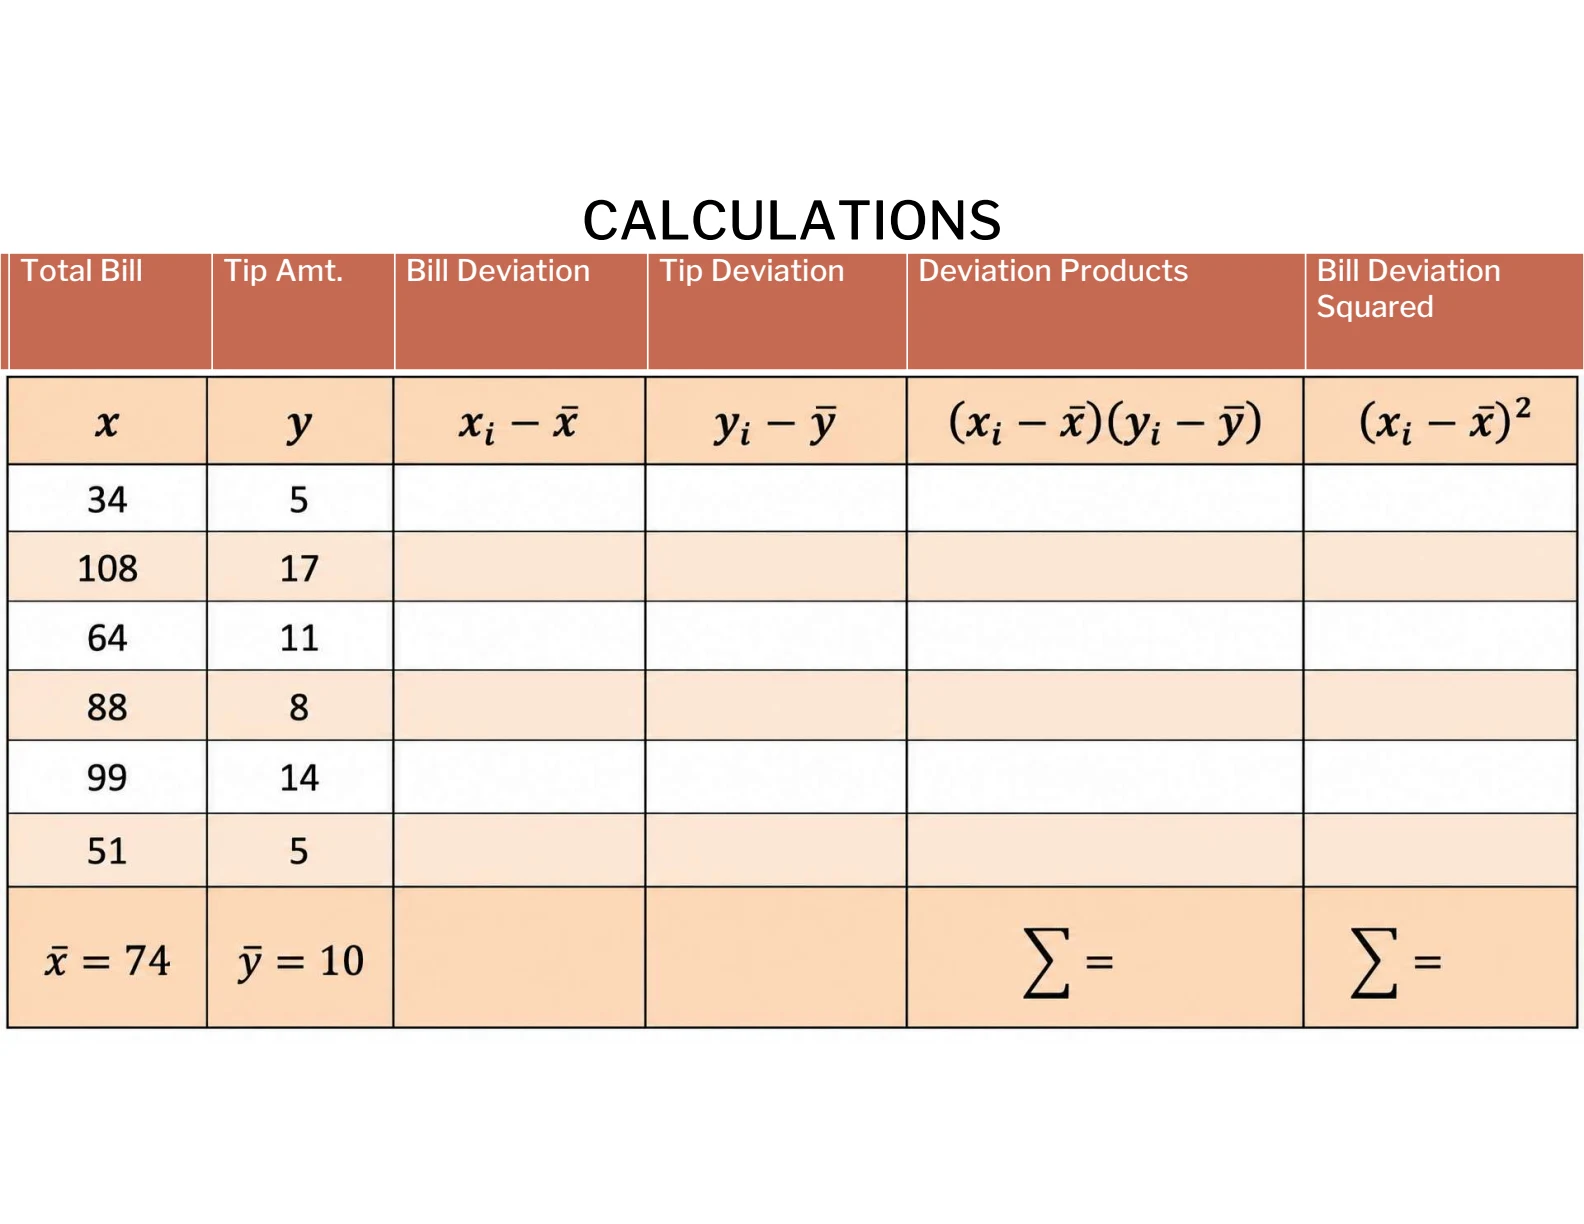 CALCULATIONS
Total Bill Tip Amt. Bill Deviation Tip Deviation Deviation Products Bill Deviation
Squared
x y xᵢ − x̄ yᵢ − ȳ (xᵢ − x̄)(yᵢ − ȳ) (xᵢ − x̄)²
34 5
108 17
64 11
88 8
99 14
51 5
x̄ = 74 ȳ = 10 ∑ = ∑ =